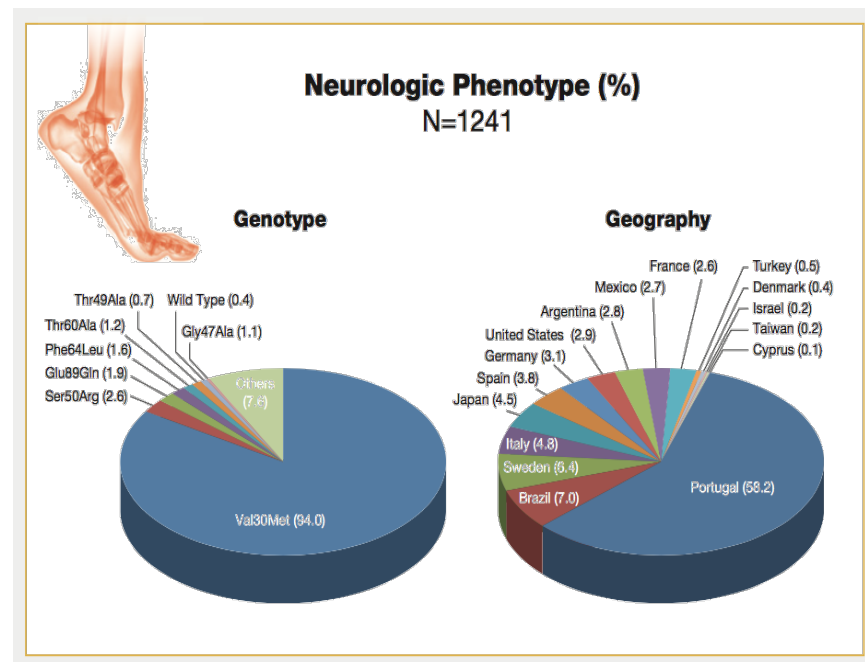 Neurologic Phenotype (%)
N=1241
Genotype
Thr49Ala (0.7)
Wild Type (0.4)
Thr60Ala (1.2)
Gly47Ala (1.1)
Phe64Leu (1.6)
Glu89Gln (1.9)
Ser50Arg (2.6)
Others
Val30Met (94.0)
Geography
France (2.6)
Turkey (0.5)
Mexico (2.7)
Denmark (0.4)
Argentina (2.8)
Israel (0.2)
United States (2.9)
Taiwan (0.2)
Germany (3.1)
Cyprus (0.1)
Spain (3.8)
Japan (4.5)
Italy (4.8)
Sweden (6.4)
Brazil (7.0)
Portugal (58.2)